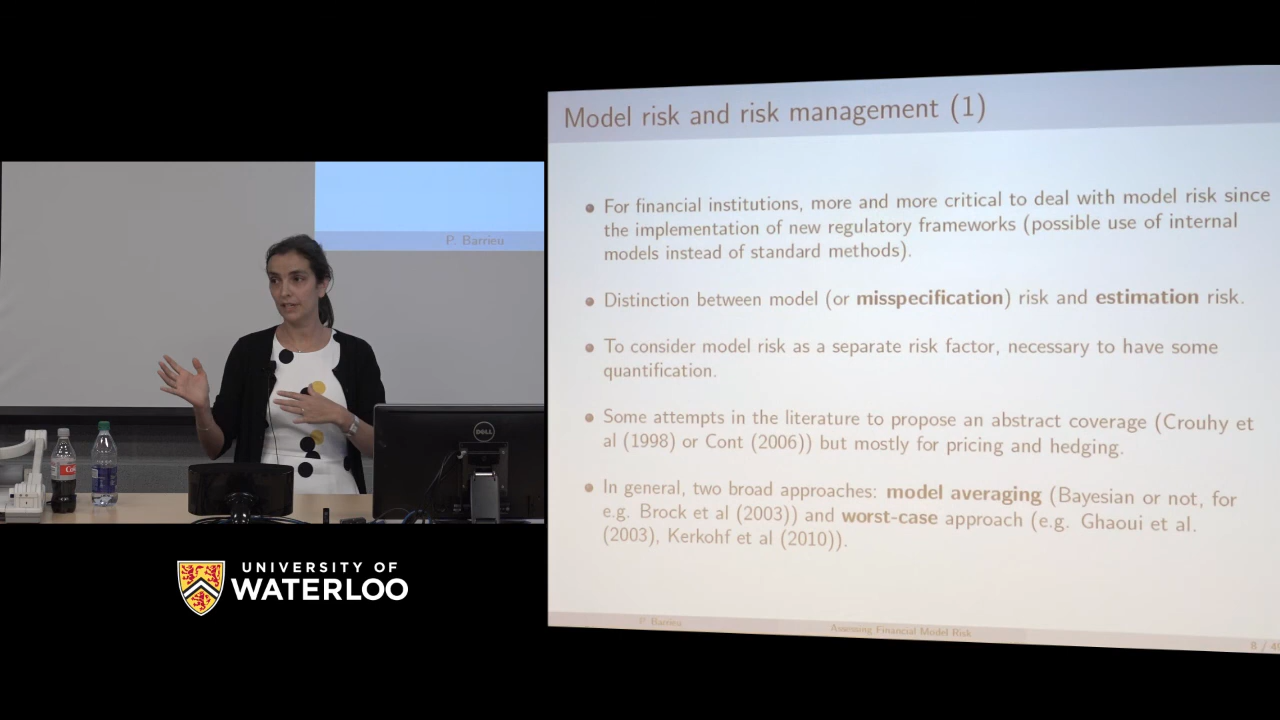 Model risk and risk management (1)
For financial institutions, more and more critical to deal with model risk since
the implementation of new regulatory frameworks (possible use of internal
models instead of standard methods).
Distinction between model (or misspecification) risk and estimation risk.
To consider model risk as a separate risk factor, necessary to have some
quantification.
Some attempts in the literature to propose an abstract coverage (Crouhy et
al (1998) or Cont (2006)) but mostly for pricing and hedging.
In general, two broad approaches: model averaging (Bayesian or not, for
e.g. Brock et al (2003)) and worst-case approach (e.g. Ghaoui et al.
(2003), Kerkohf et al (2010)).
P. Barrieu
Assessing Financial Model Risk
8 / 49
P. Barrieu
DELL
UNIVERSITY OF
WATERLOO